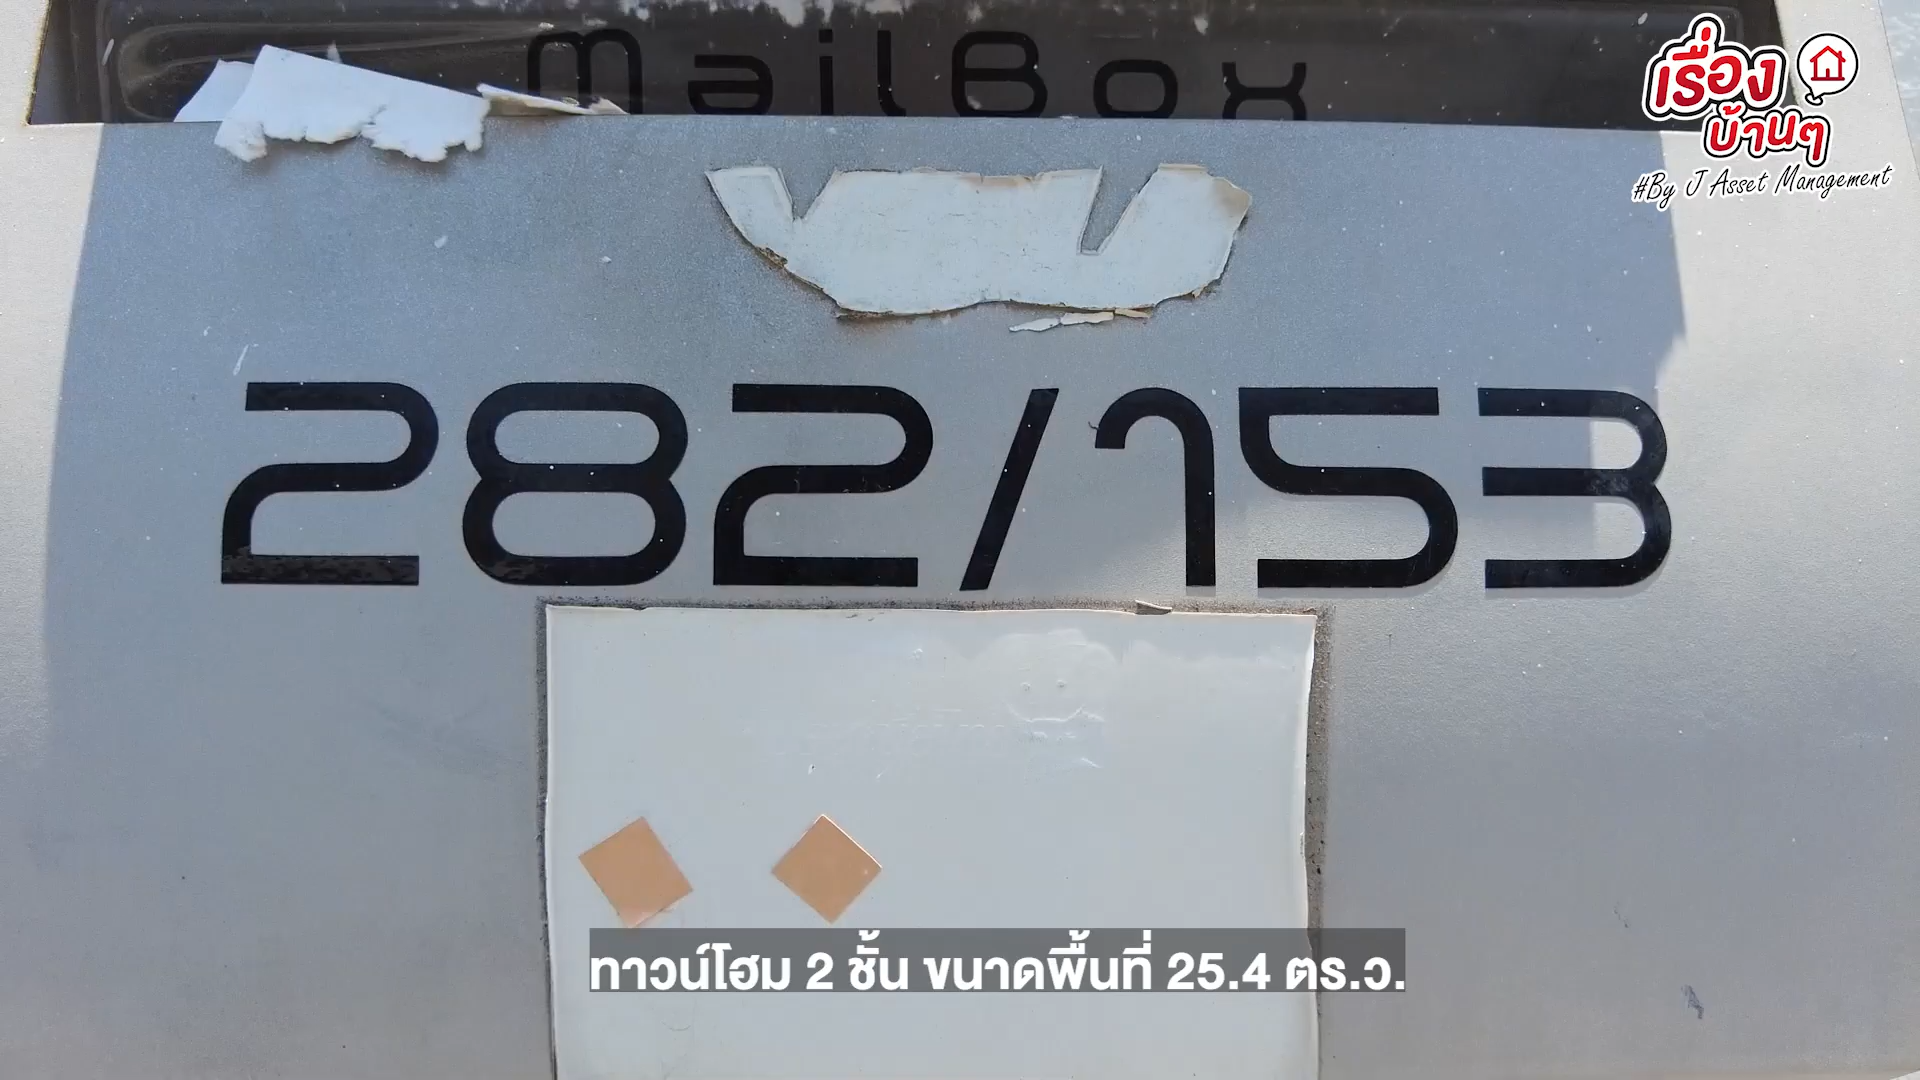 MailBox
เรื่อง
บ้านๆ
#By J Asset Management
282/153
ทาวน์โฮม 2 ชั้น ขนาดพื้นที่ 25.4 ตร.ว.